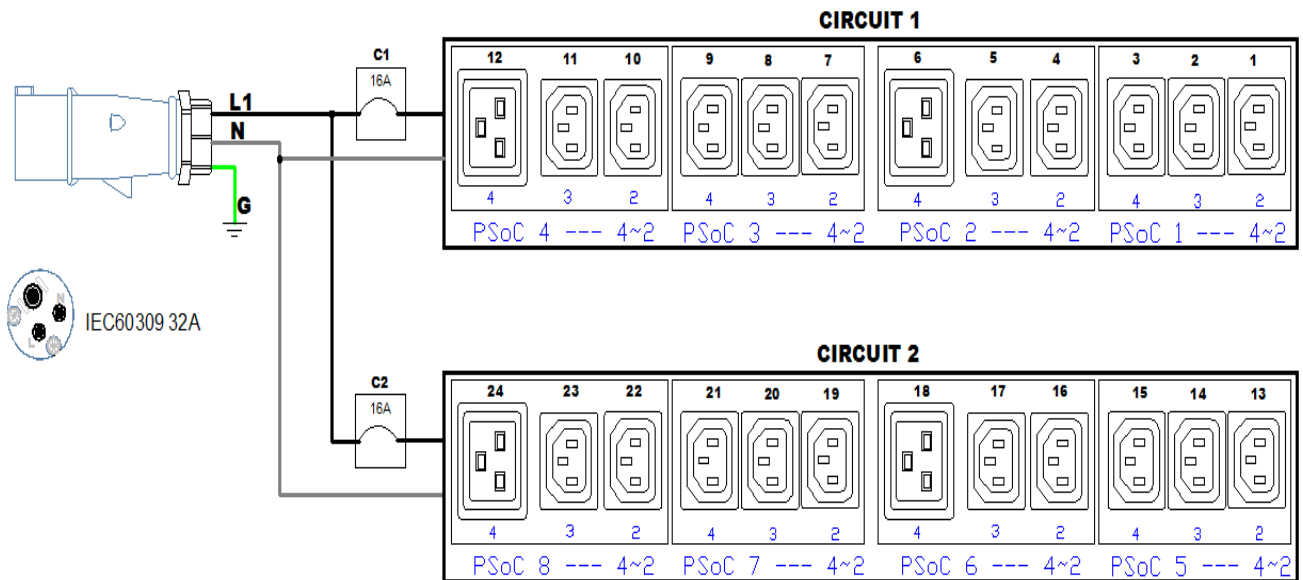 CIRCUIT 1
C1
16A
12 11 10 9 8 7 6 5 4 3 2 1
L1
N
G
4 3 2 4 3 2 4 3 2 4 3 2
PSoC 4 --- 4~2 PSoC 3 --- 4~2 PSoC 2 --- 4~2 PSoC 1 --- 4~2
N
L
IEC60309 32A
CIRCUIT 2
C2
16A
24 23 22 21 20 19 18 17 16 15 14 13
4 3 2 4 3 2 4 3 2 4 3 2
PSoC 8 --- 4~2 PSoC 7 --- 4~2 PSoC 6 --- 4~2 PSoC 5 --- 4~2